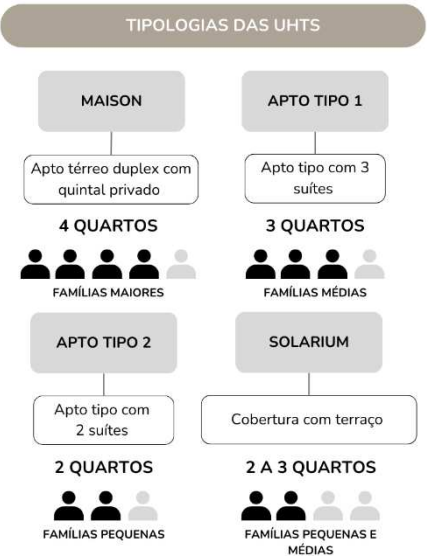 TIPOLOGIAS DAS UHTS
MAISON
Apto térreo duplex com
quintal privado
4 QUARTOS
FAMÍLIAS MAIORES
APTO TIPO 1
Apto tipo com 3
suítes
3 QUARTOS
FAMÍLIAS MÉDIAS
APTO TIPO 2
Apto tipo com
2 suítes
2 QUARTOS
FAMÍLIAS PEQUENAS
SOLARIUM
Cobertura com terraço
2 A 3 QUARTOS
FAMÍLIAS PEQUENAS E
MÉDIAS